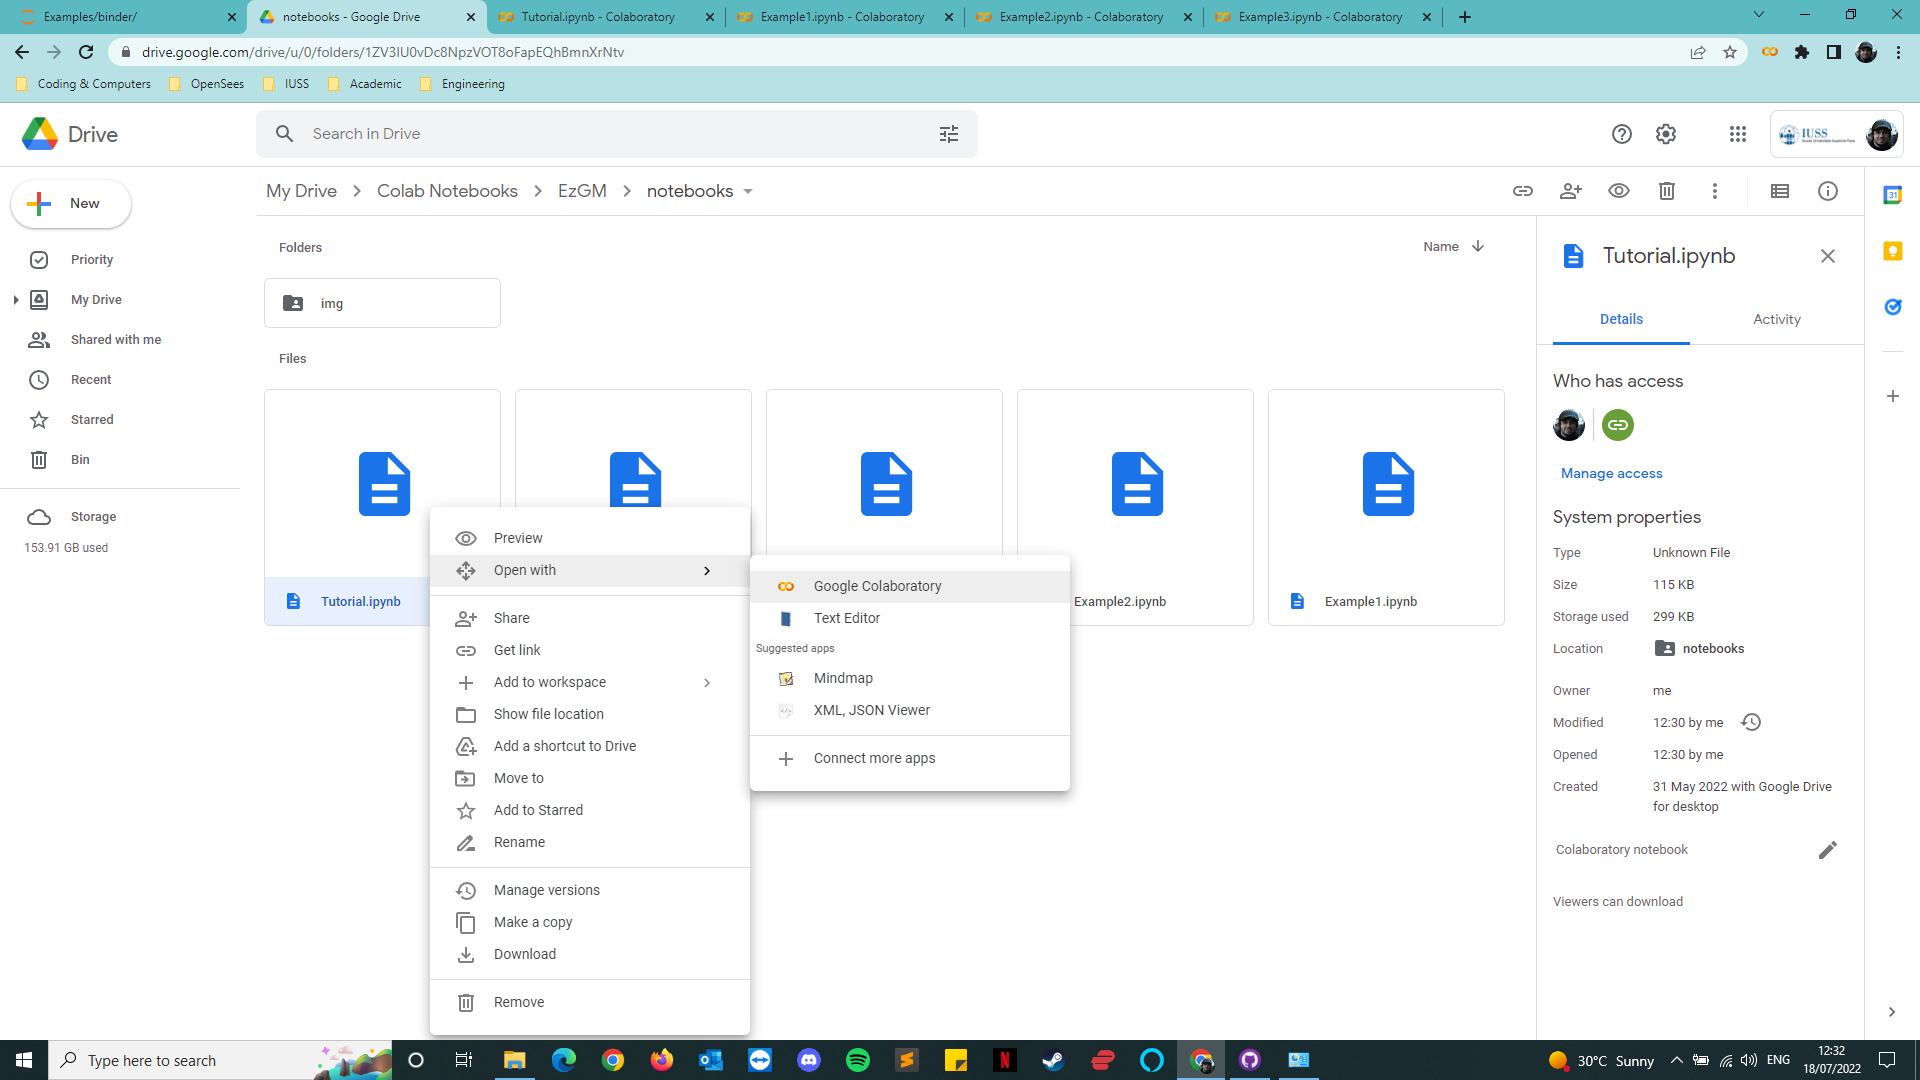 Examples/binder/
notebooks - Google Drive
Tutorial.ipynb - Colaboratory
Example1.ipynb - Colaboratory
Example2.ipynb - Colaboratory
Example3.ipynb - Colaboratory
drive.google.com/drive/u/0/folders/1ZV3IU0vDc8NpzVOT8oFapEQhBmnXrNtv
Coding & Computers
OpenSees
IUSS
Academic
Engineering
Drive
Search in Drive
IUSS
New
My Drive
Colab Notebooks
EzGM
notebooks
31
Priority
My Drive
Shared with me
Recent
Starred
Bin
Storage
153.91 GB used
Folders
Name
img
Files
Tutorial.ipynb
Example2.ipynb
Example1.ipynb
Preview
Open with
Share
Get link
Add to workspace
Show file location
Add a shortcut to Drive
Move to
Add to Starred
Rename
Manage versions
Make a copy
Download
Remove
Google Colaboratory
Text Editor
Suggested apps
Mindmap
XML, JSON Viewer
Connect more apps
Tutorial.ipynb
Details
Activity
Who has access
Manage access
System properties
Type Unknown File
Size 115 KB
Storage used 299 KB
Location notebooks
Owner me
Modified 12:30 by me
Opened 12:30 by me
Created 31 May 2022 with Google Drive
for desktop
Colaboratory notebook
Viewers can download
Type here to search
30°C Sunny
ENG
12:32
18/07/2022